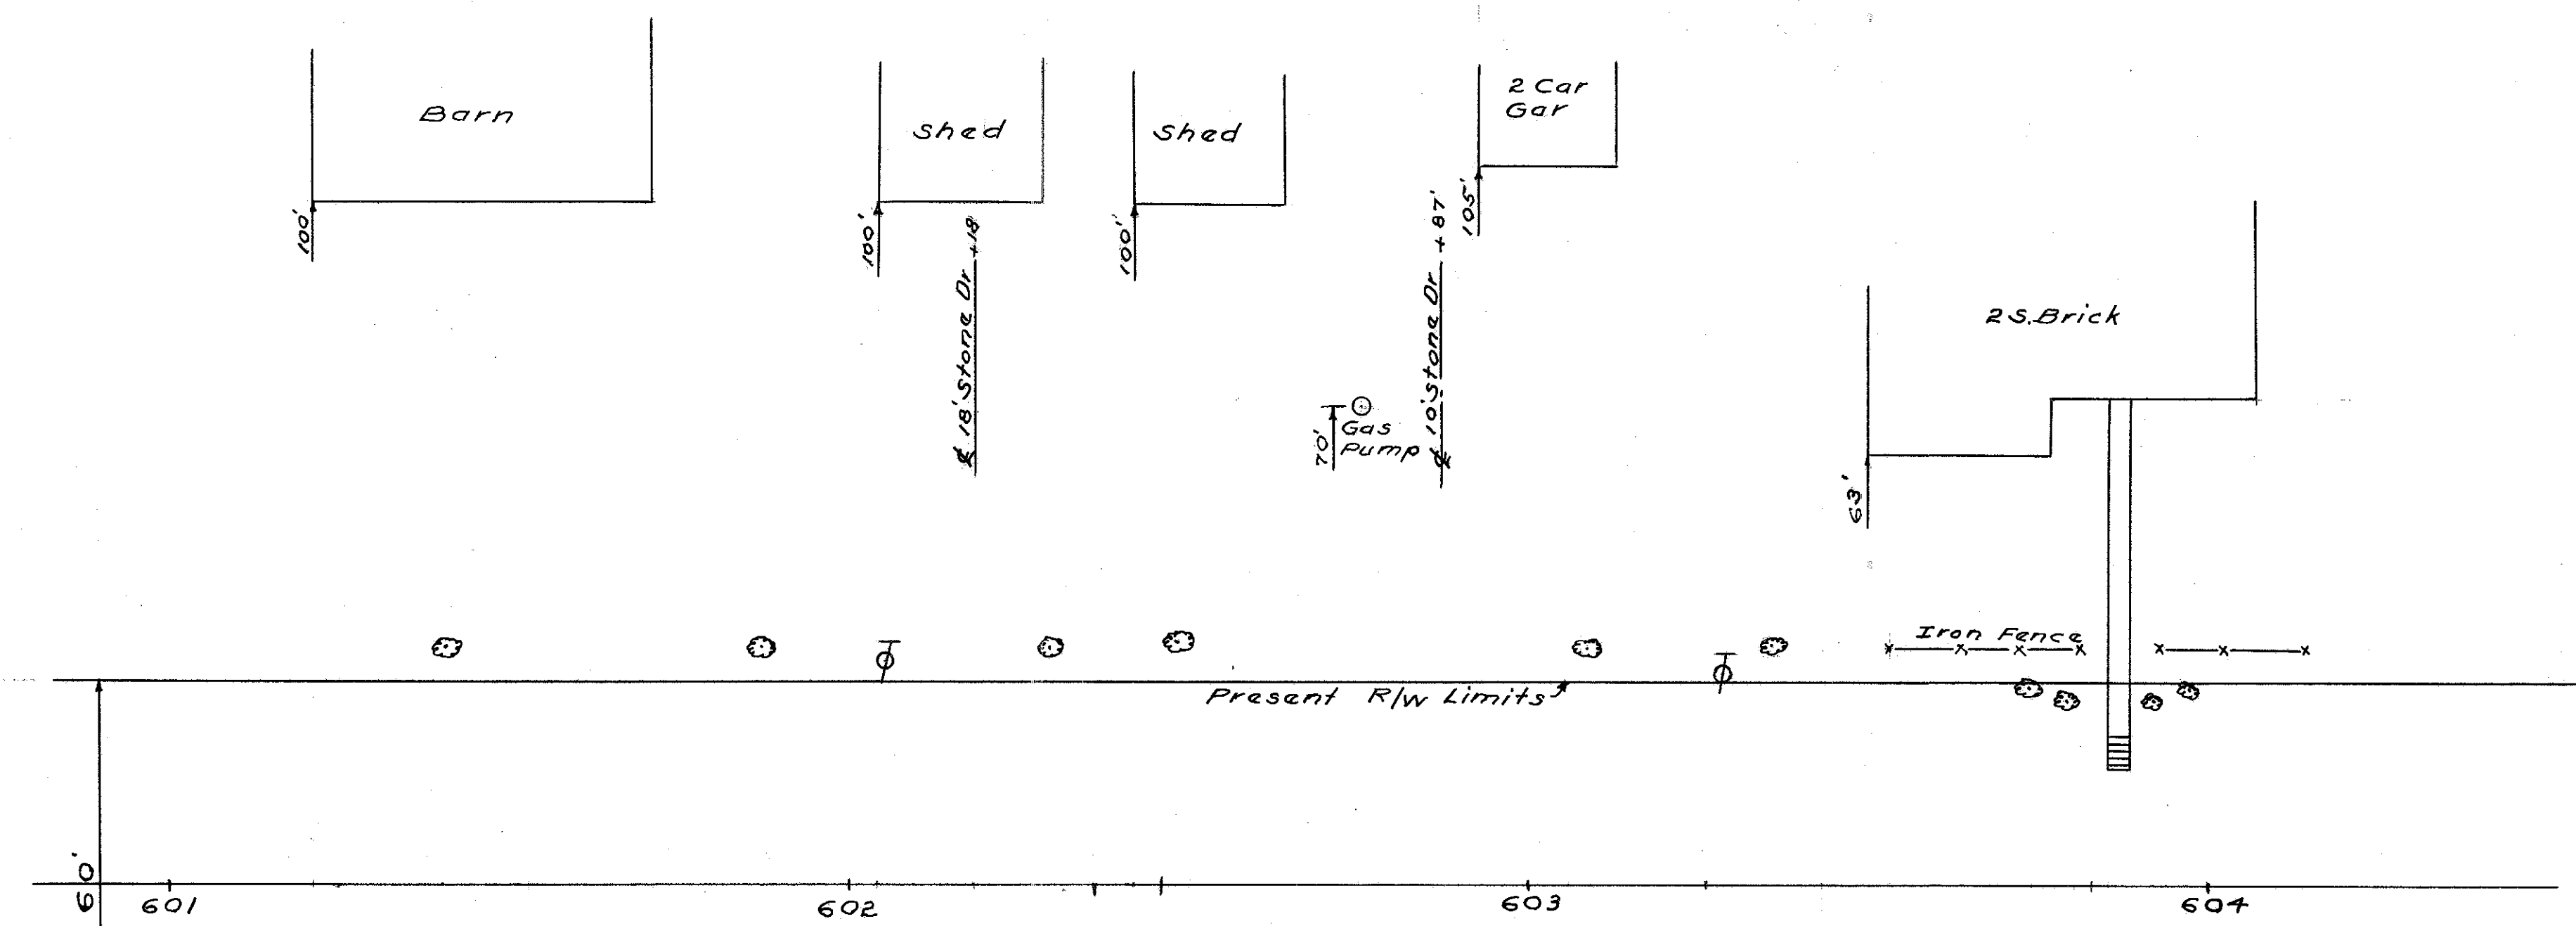 Barn
Shed
Shed
2 Car
Gar
100'
100'
100'
105'
℄ 18' Stone Dr +18
℄ 10' Stone Dr + 87'
2 S. Brick
70'
Gas
Pump
63'
Iron Fence
Present R/W Limits
60'
601
602
603
604